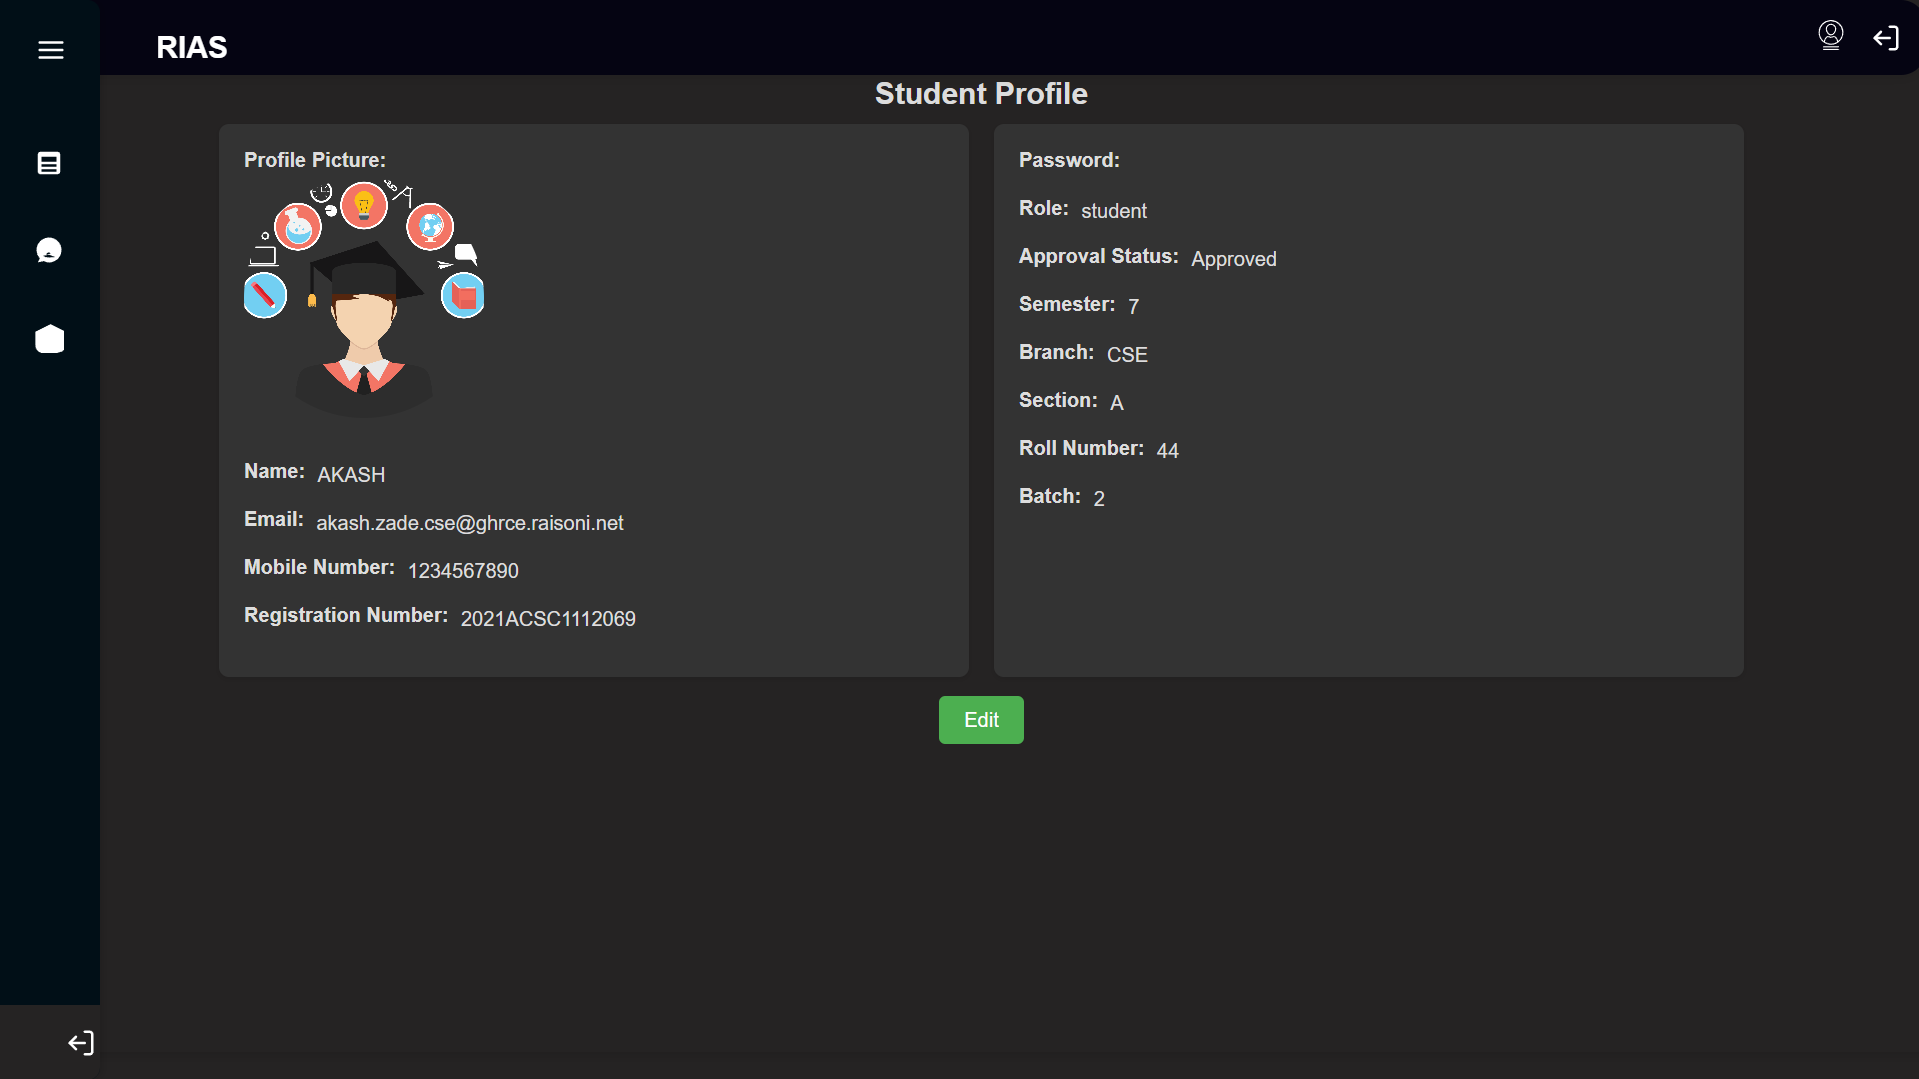 RIAS
Student Profile
Profile Picture:
Name: AKASH
Email: akash.zade.cse@ghrce.raisoni.net
Mobile Number: 1234567890
Registration Number: 2021ACSC1112069
Password:
Role: student
Approval Status: Approved
Semester: 7
Branch: CSE
Section: A
Roll Number: 44
Batch: 2
Edit